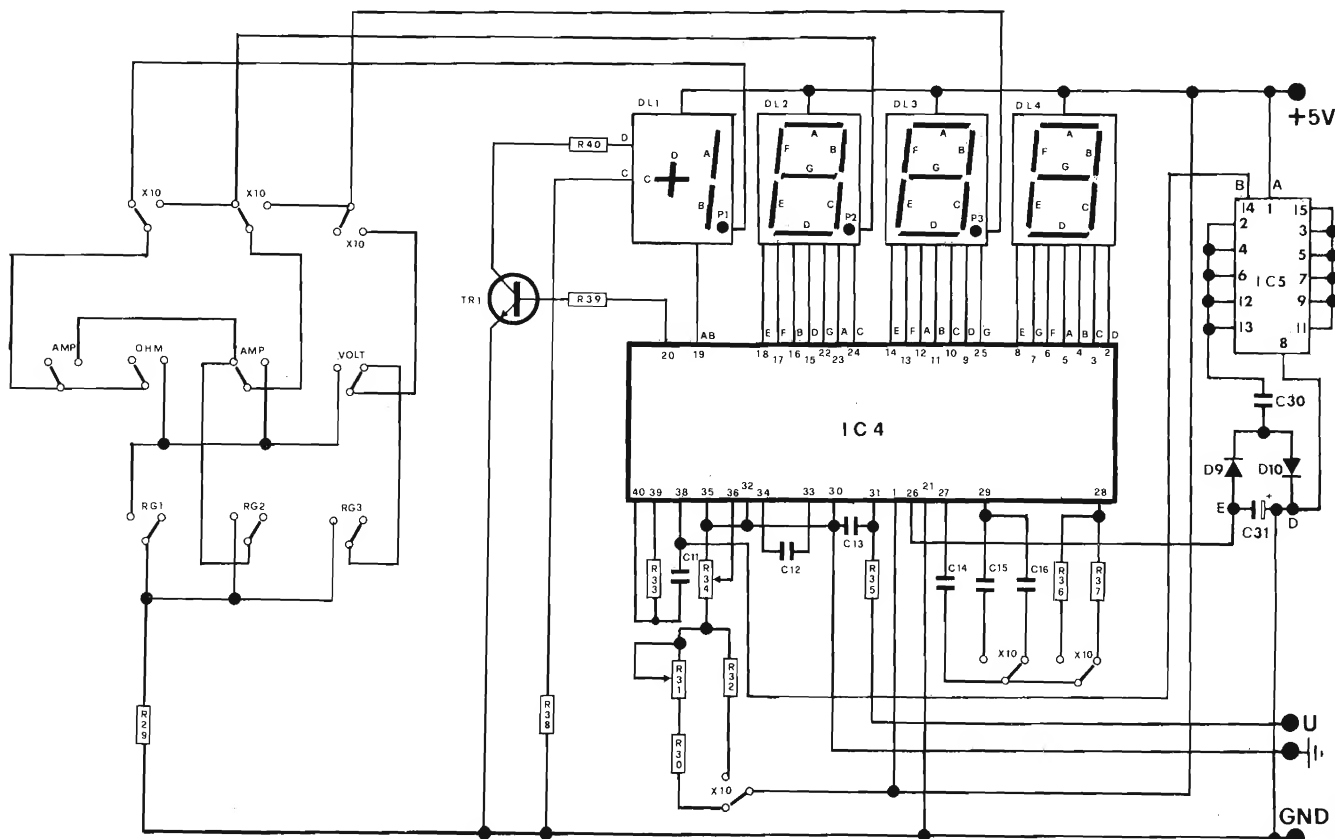 +5V
DL1
DL2
DL3
DL4
D
R40
C
D
A
C
B
P1
A
F
B
G
E
C
D
P2
A
F
B
G
E
C
D
P3
A
F
B
G
E
C
D
B
A
14
1
15
2
3
4
5
6
7
IC5
12
9
13
11
8
X10
X10
X10
TR1
R39
AMP
OHM
AMP
VOLT
AB
E
F
B
D
G
A
C
E
F
A
B
C
D
G
E
G
F
A
B
C
D
20
19
18
17
16
15
22
23
24
14
13
12
11
10
9
25
8
7
6
5
4
3
2
IC4
C30
D9
D10
E
C31
+
D
RG1
RG2
RG3
40
39
38
35
36
32
34
33
30
31
1
26
21
27
29
28
R33
C11
R34
C12
C13
R35
C14
C15
C16
R36
R37
X10
X10
R31
R32
R29
R38
R30
X10
U
GND